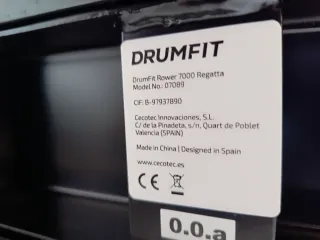 DRUMFIT
DrumFit Rower 7000 Regatta
Model No.: 07089
CIF: B-97937890
Cecotec Innovaciones, S.L.
C/ de la Pinadeta, s/n, Quart de Poblet
Valencia (SPAIN)
Made in China | Designed in Spain
www.cecotec.es
CE
0.0.a